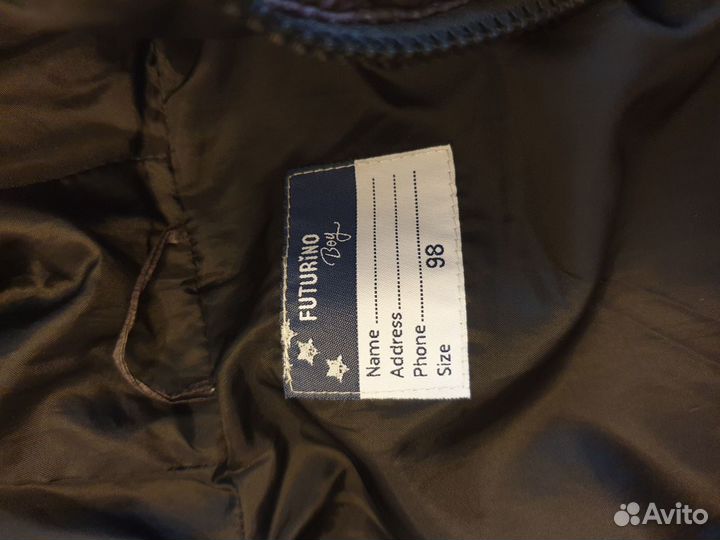 FUTURiNO
Boy
Name ..............................
Address ..........................
Phone .............................
Size 98
Avito